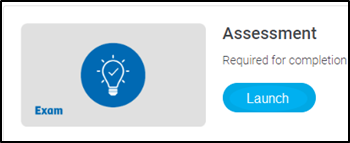 Exam
Assessment
Required for completion
Launch